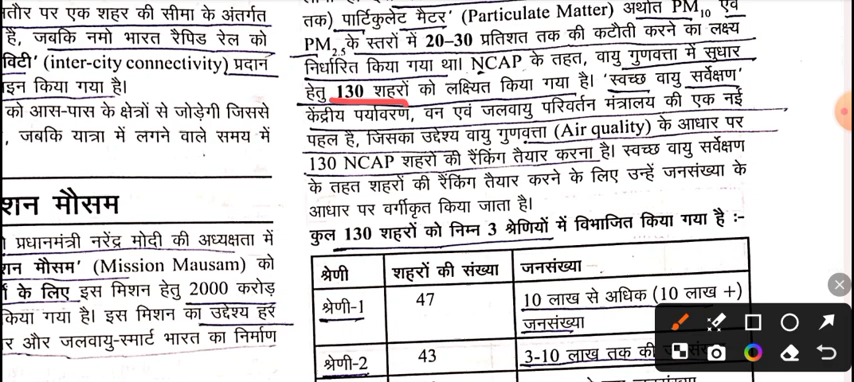 तौर पर एक शहर की सीमा के अंतर्गत
है, जबकि नमो भारत रैपिड रेल को
विटी' (inter-city connectivity) प्रदान
इन किया गया है।
को आस-पास के क्षेत्रों से जोड़ेगी जिससे
, जबकि यात्रा में लगने वाले समय में
शन मौसम
प्रधानमंत्री नरेंद्र मोदी की अध्यक्षता में
शन मौसम' (Mission Mausam) को
के लिए इस मिशन हेतु 2000 करोड़
किया गया है। इस मिशन का उद्देश्य हर
र और जलवायु-स्मार्ट भारत का निर्माण
तक) पार्टिकुलेट मैटर' (Particulate Matter) अर्थात PM10 एवं
PM2.5 के स्तरों में 20-30 प्रतिशत तक की कटौती करने का लक्ष्य
निर्धारित किया गया था। NCAP के तहत, वायु गुणवत्ता में सुधार
हेतु 130 शहरों को लक्ष्यित किया गया है। 'स्वच्छ वायु सर्वेक्षण'
केंद्रीय पर्यावरण, वन एवं जलवायु परिवर्तन मंत्रालय की एक नई
पहल है, जिसका उद्देश्य वायु गुणवत्ता (Air quality) के आधार पर
130 NCAP शहरों की रैंकिंग तैयार करना है। स्वच्छ वायु सर्वेक्षण
के तहत शहरों की रैंकिंग तैयार करने के लिए उन्हें जनसंख्या के
आधार पर वर्गीकृत किया जाता है।
कुल 130 शहरों को निम्न 3 श्रेणियों में विभाजित किया गया है :-
श्रेणी शहरों की संख्या जनसंख्या
श्रेणी-1 47 10 लाख से अधिक (10 लाख +)
जनसंख्या
श्रेणी-2 43 3-10 लाख तक की